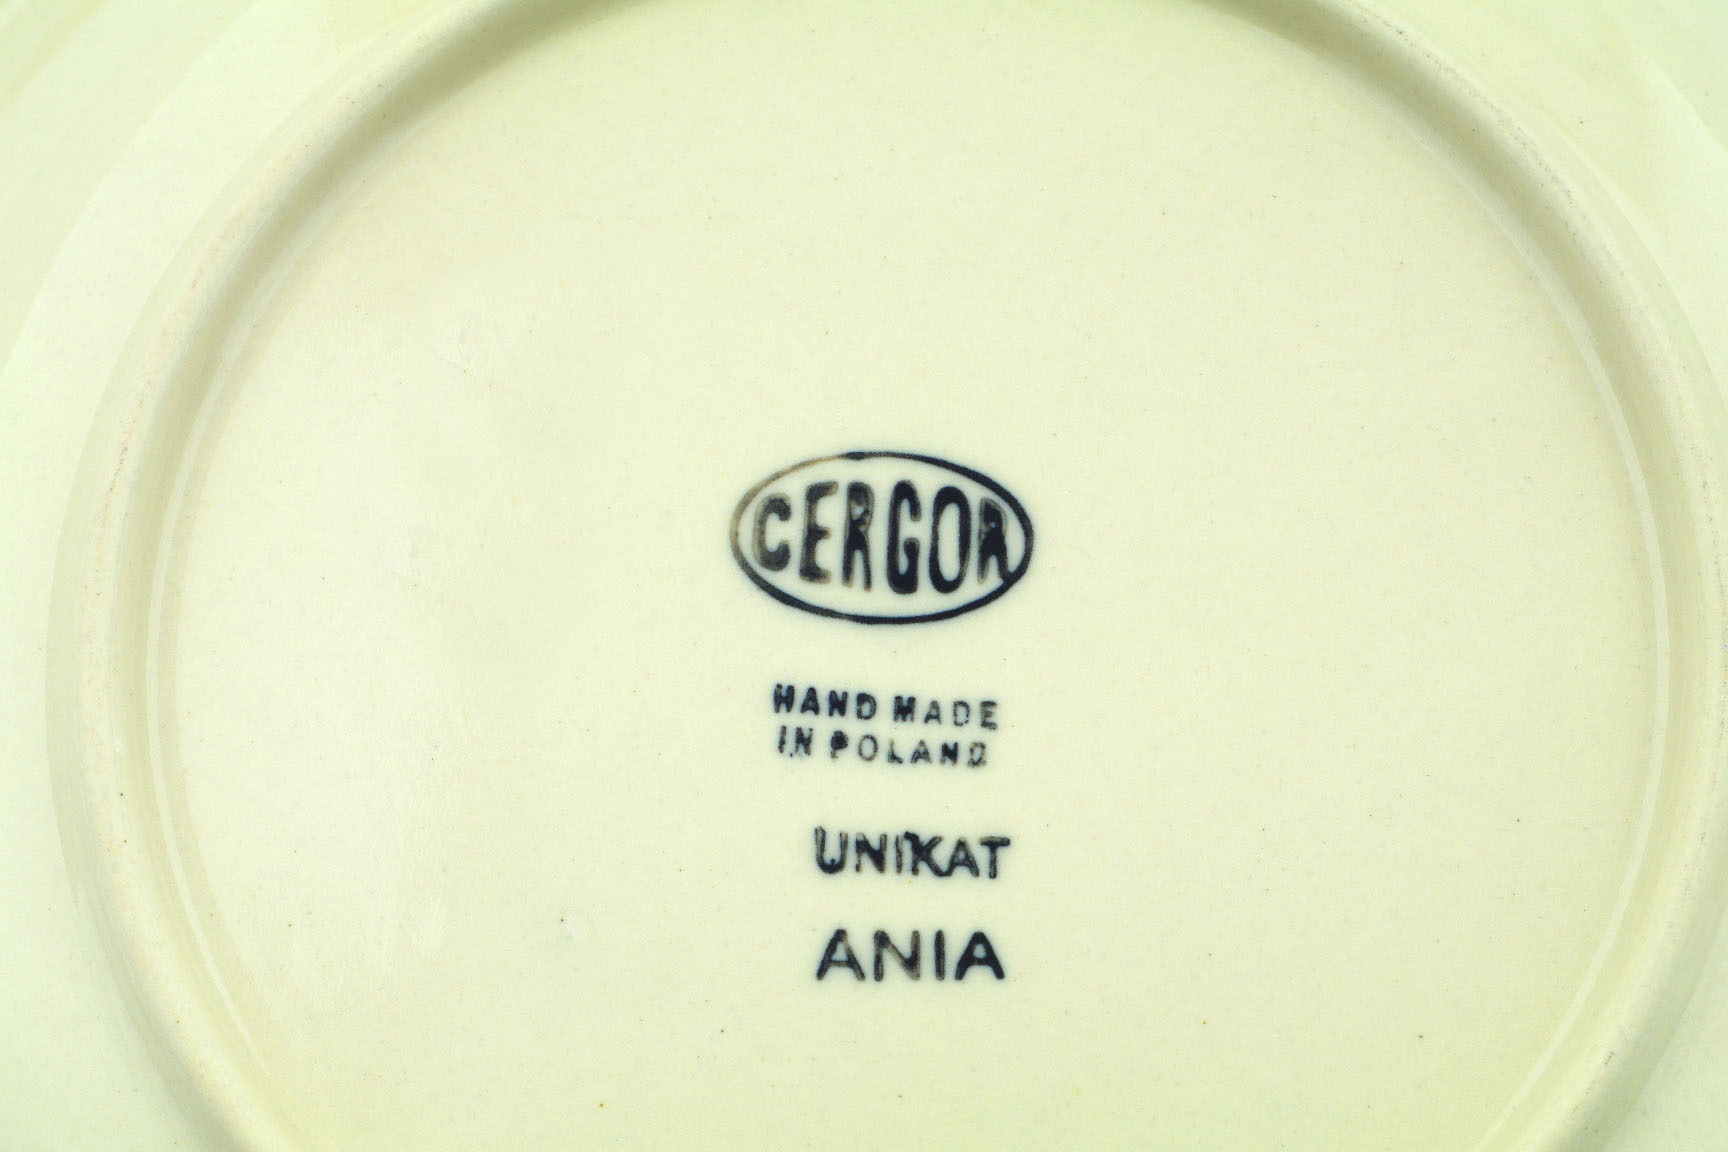 CERGOR
HAND MADE
IN POLAND
UNIKAT
ANIA